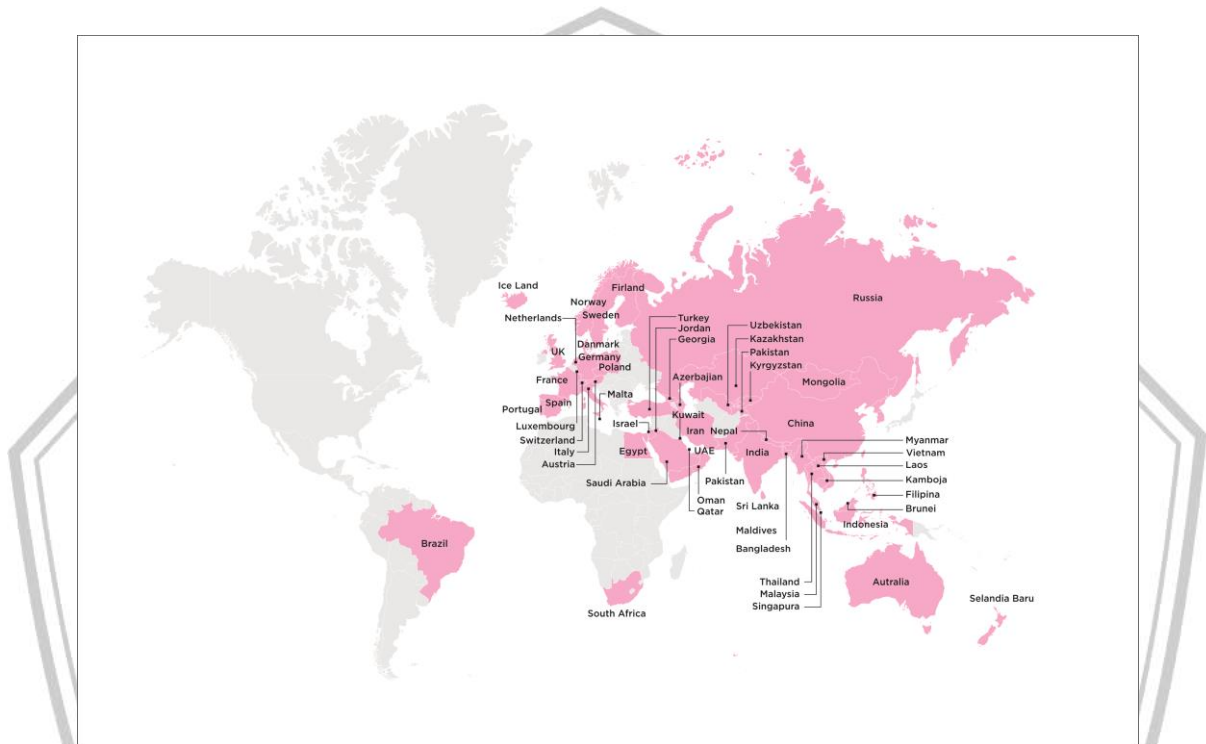 Ice Land
Norway
Firland
Sweden
Netherlands
Danmark
UK
Germany
Poland
France
Spain
Malta
Portugal
Luxembourg
Switzerland
Italy
Austria
Russia
Turkey
Jordan
Georgia
Azerbajian
Uzbekistan
Kazakhstan
Pakistan
Kyrgyzstan
Mongolia
China
Kuwait
Israel
Iran
Nepal
Egypt
UAE
India
Saudi Arabia
Pakistan
Oman
Qatar
Sri Lanka
Maldives
Bangladesh
Myanmar
Vietnam
Laos
Kamboja
Filipina
Brunei
Indonesia
Thailand
Malaysia
Singapura
Brazil
South Africa
Autralia
Selandia Baru